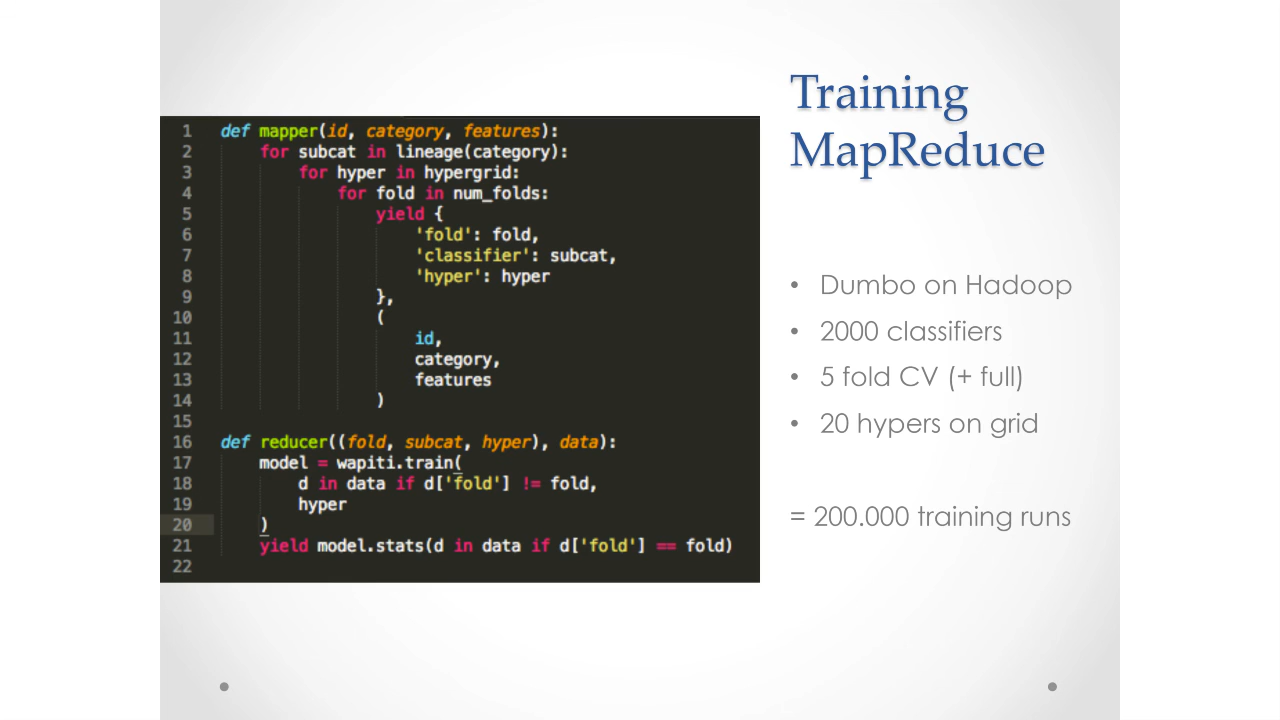 Training
MapReduce
1 def mapper(id, category, features):
2     for subcat in lineage(category):
3         for hyper in hypergrid:
4             for fold in num_folds:
5                 yield {
6                     'fold': fold,
7                     'classifier': subcat,
8                     'hyper': hyper
9                 },
10                 (
11                     id,
12                     category,
13                     features
14                 )
15
16 def reducer((fold, subcat, hyper), data):
17     model = wapiti.train(
18         d in data if d['fold'] != fold,
19         hyper
20     )
21     yield model.stats(d in data if d['fold'] == fold)
22
• Dumbo on Hadoop
• 2000 classifiers
• 5 fold CV (+ full)
• 20 hypers on grid
= 200.000 training runs